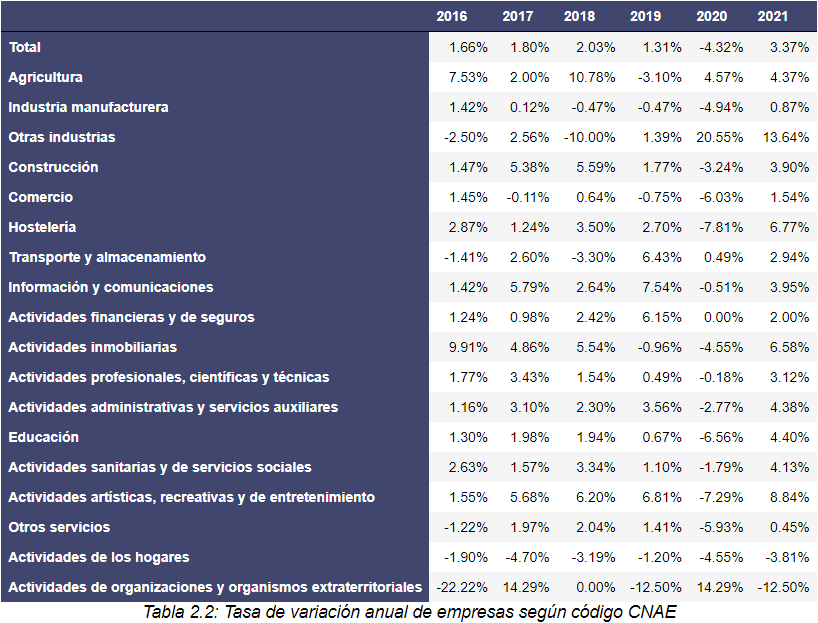 2016 2017 2018 2019 2020 2021
Total 1.66% 1.80% 2.03% 1.31% -4.32% 3.37%
Agricultura 7.53% 2.00% 10.78% -3.10% 4.57% 4.37%
Industria manufacturera 1.42% 0.12% -0.47% -0.47% -4.94% 0.87%
Otras industrias -2.50% 2.56% -10.00% 1.39% 20.55% 13.64%
Construcción 1.47% 5.38% 5.59% 1.77% -3.24% 3.90%
Comercio 1.45% -0.11% 0.64% -0.75% -6.03% 1.54%
Hostelería 2.87% 1.24% 3.50% 2.70% -7.81% 6.77%
Transporte y almacenamiento -1.41% 2.60% -3.30% 6.43% 0.49% 2.94%
Información y comunicaciones 1.42% 5.79% 2.64% 7.54% -0.51% 3.95%
Actividades financieras y de seguros 1.24% 0.98% 2.42% 6.15% 0.00% 2.00%
Actividades inmobiliarias 9.91% 4.86% 5.54% -0.96% -4.55% 6.58%
Actividades profesionales, científicas y técnicas 1.77% 3.43% 1.54% 0.49% -0.18% 3.12%
Actividades administrativas y servicios auxiliares 1.16% 3.10% 2.30% 3.56% -2.77% 4.38%
Educación 1.30% 1.98% 1.94% 0.67% -6.56% 4.40%
Actividades sanitarias y de servicios sociales 2.63% 1.57% 3.34% 1.10% -1.79% 4.13%
Actividades artísticas, recreativas y de entretenimiento 1.55% 5.68% 6.20% 6.81% -7.29% 8.84%
Otros servicios -1.22% 1.97% 2.04% 1.41% -5.93% 0.45%
Actividades de los hogares -1.90% -4.70% -3.19% -1.20% -4.55% -3.81%
Actividades de organizaciones y organismos extraterritoriales -22.22% 14.29% 0.00% -12.50% 14.29% -12.50%
Tabla 2.2: Tasa de variación anual de empresas según código CNAE